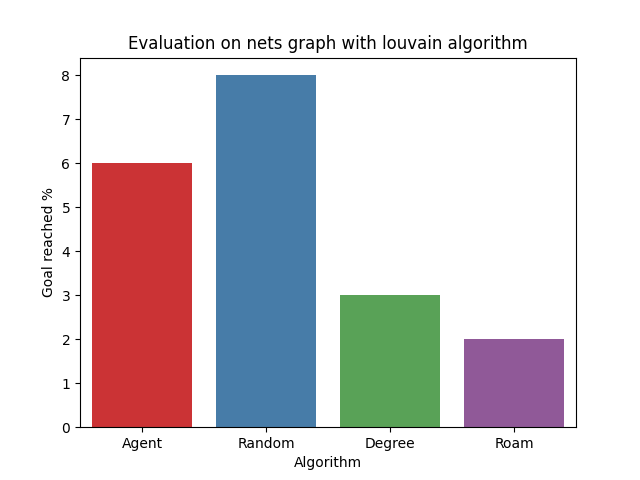 Evaluation on nets graph with louvain algorithm
8
7
6
5
4
3
2
1
0
Goal reached %
Agent Random Degree Roam
Algorithm